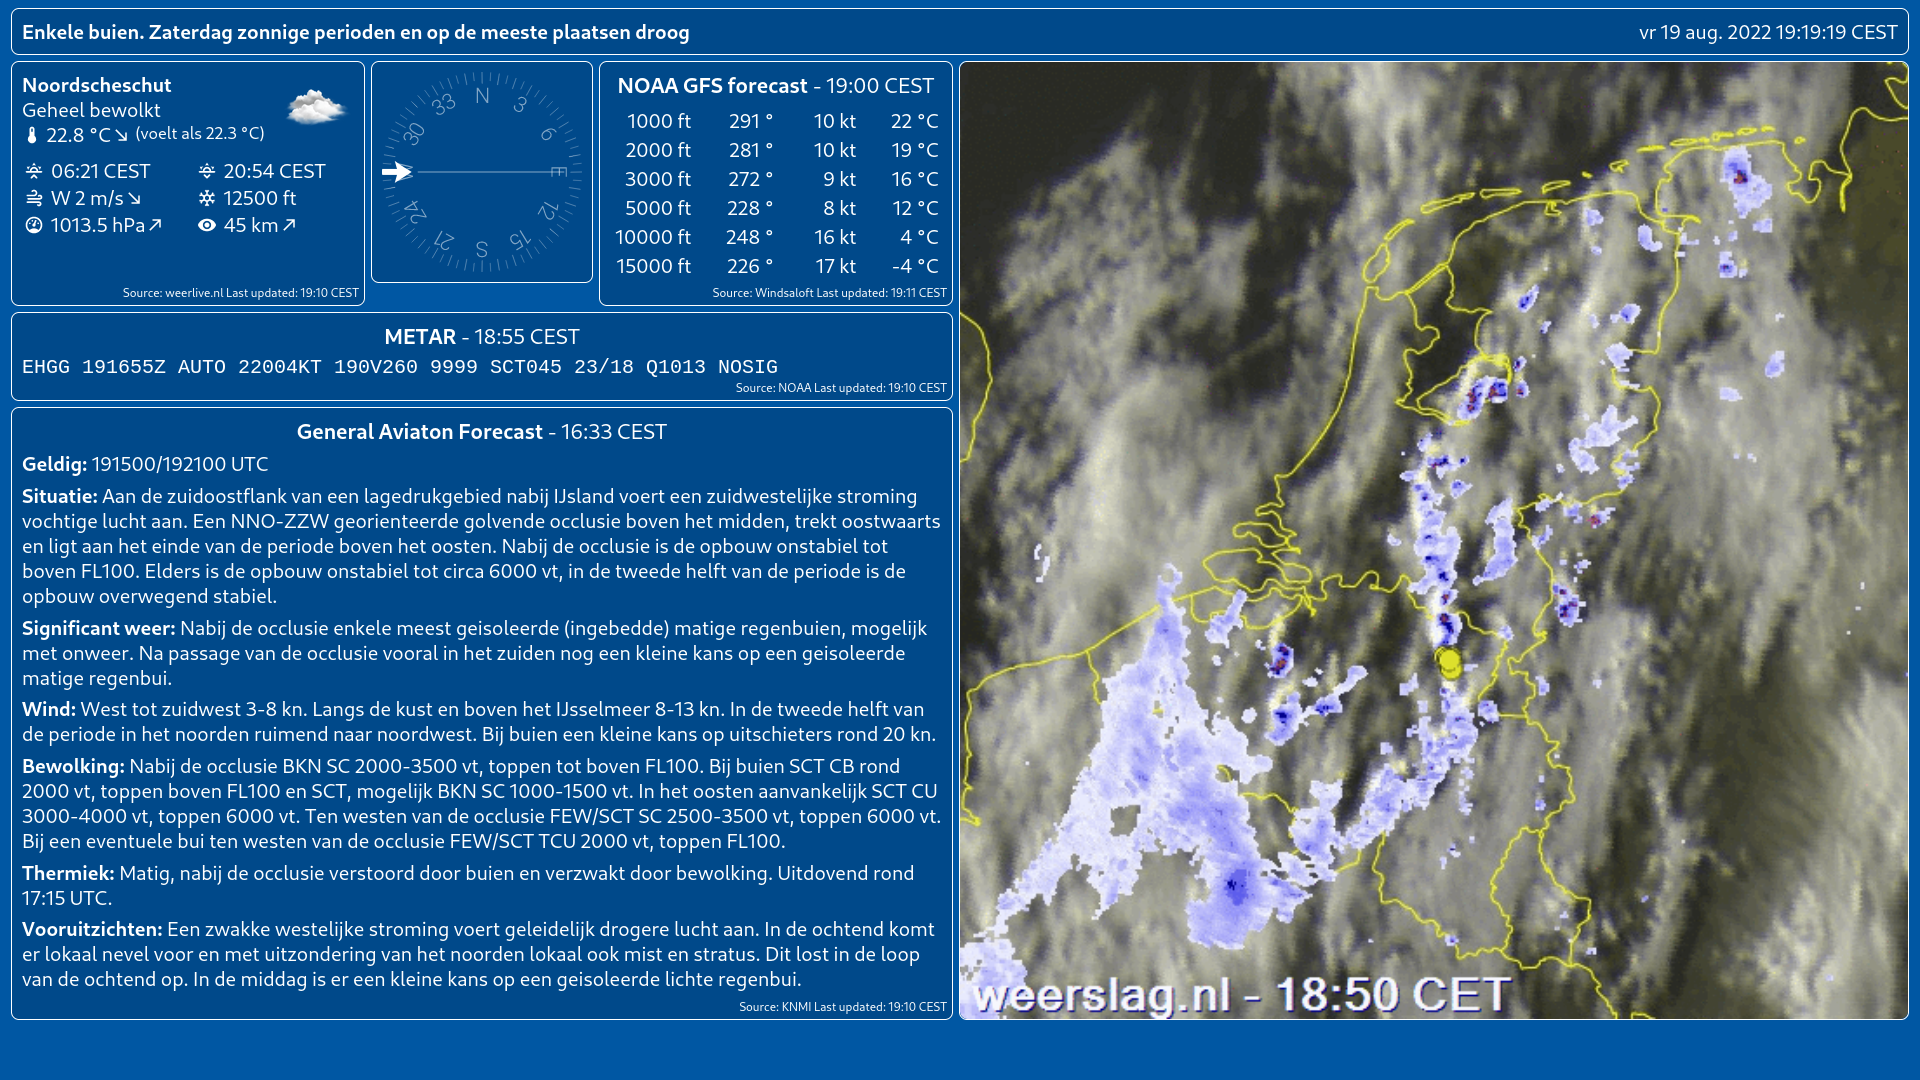 Enkele buien. Zaterdag zonnige perioden en op de meeste plaatsen droog
vr 19 aug. 2022 19:19:19 CEST
Noordscheschut
Geheel bewolkt
22.8 °C (voelt als 22.3 °C)
06:21 CEST 20:54 CEST
W 2 m/s 12500 ft
1013.5 hPa 45 km
Source: weerlive.nl Last updated: 19:10 CEST
N
3
6
E
12
15
S
21
24
30
33
NOAA GFS forecast - 19:00 CEST
1000 ft 291 ° 10 kt 22 °C
2000 ft 281 ° 10 kt 19 °C
3000 ft 272 ° 9 kt 16 °C
5000 ft 228 ° 8 kt 12 °C
10000 ft 248 ° 16 kt 4 °C
15000 ft 226 ° 17 kt -4 °C
Source: Windsaloft Last updated: 19:11 CEST
METAR - 18:55 CEST
EHGG 191655Z AUTO 22004KT 190V260 9999 SCT045 23/18 Q1013 NOSIG
Source: NOAA Last updated: 19:10 CEST
General Aviaton Forecast - 16:33 CEST
Geldig: 191500/192100 UTC
Situatie: Aan de zuidoostflank van een lagedrukgebied nabij IJsland voert een zuidwestelijke stroming
vochtige lucht aan. Een NNO-ZZW georienteerde golvende occlusie boven het midden, trekt oostwaarts
en ligt aan het einde van de periode boven het oosten. Nabij de occlusie is de opbouw onstabiel tot
boven FL100. Elders is de opbouw onstabiel tot circa 6000 vt, in de tweede helft van de periode is de
opbouw overwegend stabiel.
Significant weer: Nabij de occlusie enkele meest geisoleerde (ingebedde) matige regenbuien, mogelijk
met onweer. Na passage van de occlusie vooral in het zuiden nog een kleine kans op een geisoleerde
matige regenbui.
Wind: West tot zuidwest 3-8 kn. Langs de kust en boven het IJsselmeer 8-13 kn. In de tweede helft van
de periode in het noorden ruimend naar noordwest. Bij buien een kleine kans op uitschieters rond 20 kn.
Bewolking: Nabij de occlusie BKN SC 2000-3500 vt, toppen tot boven FL100. Bij buien SCT CB rond
2000 vt, toppen boven FL100 en SCT, mogelijk BKN SC 1000-1500 vt. In het oosten aanvankelijk SCT CU
3000-4000 vt, toppen 6000 vt. Ten westen van de occlusie FEW/SCT SC 2500-3500 vt, toppen 6000 vt.
Bij een eventuele bui ten westen van de occlusie FEW/SCT TCU 2000 vt, toppen FL100.
Thermiek: Matig, nabij de occlusie verstoord door buien en verzwakt door bewolking. Uitdovend rond
17:15 UTC.
Vooruitzichten: Een zwakke westelijke stroming voert geleidelijk drogere lucht aan. In de ochtend komt
er lokaal nevel voor en met uitzondering van het noorden lokaal ook mist en stratus. Dit lost in de loop
van de ochtend op. In de middag is er een kleine kans op een geisoleerde lichte regenbui.
Source: KNMI Last updated: 19:10 CEST
weerslag.nl - 18:50 CET